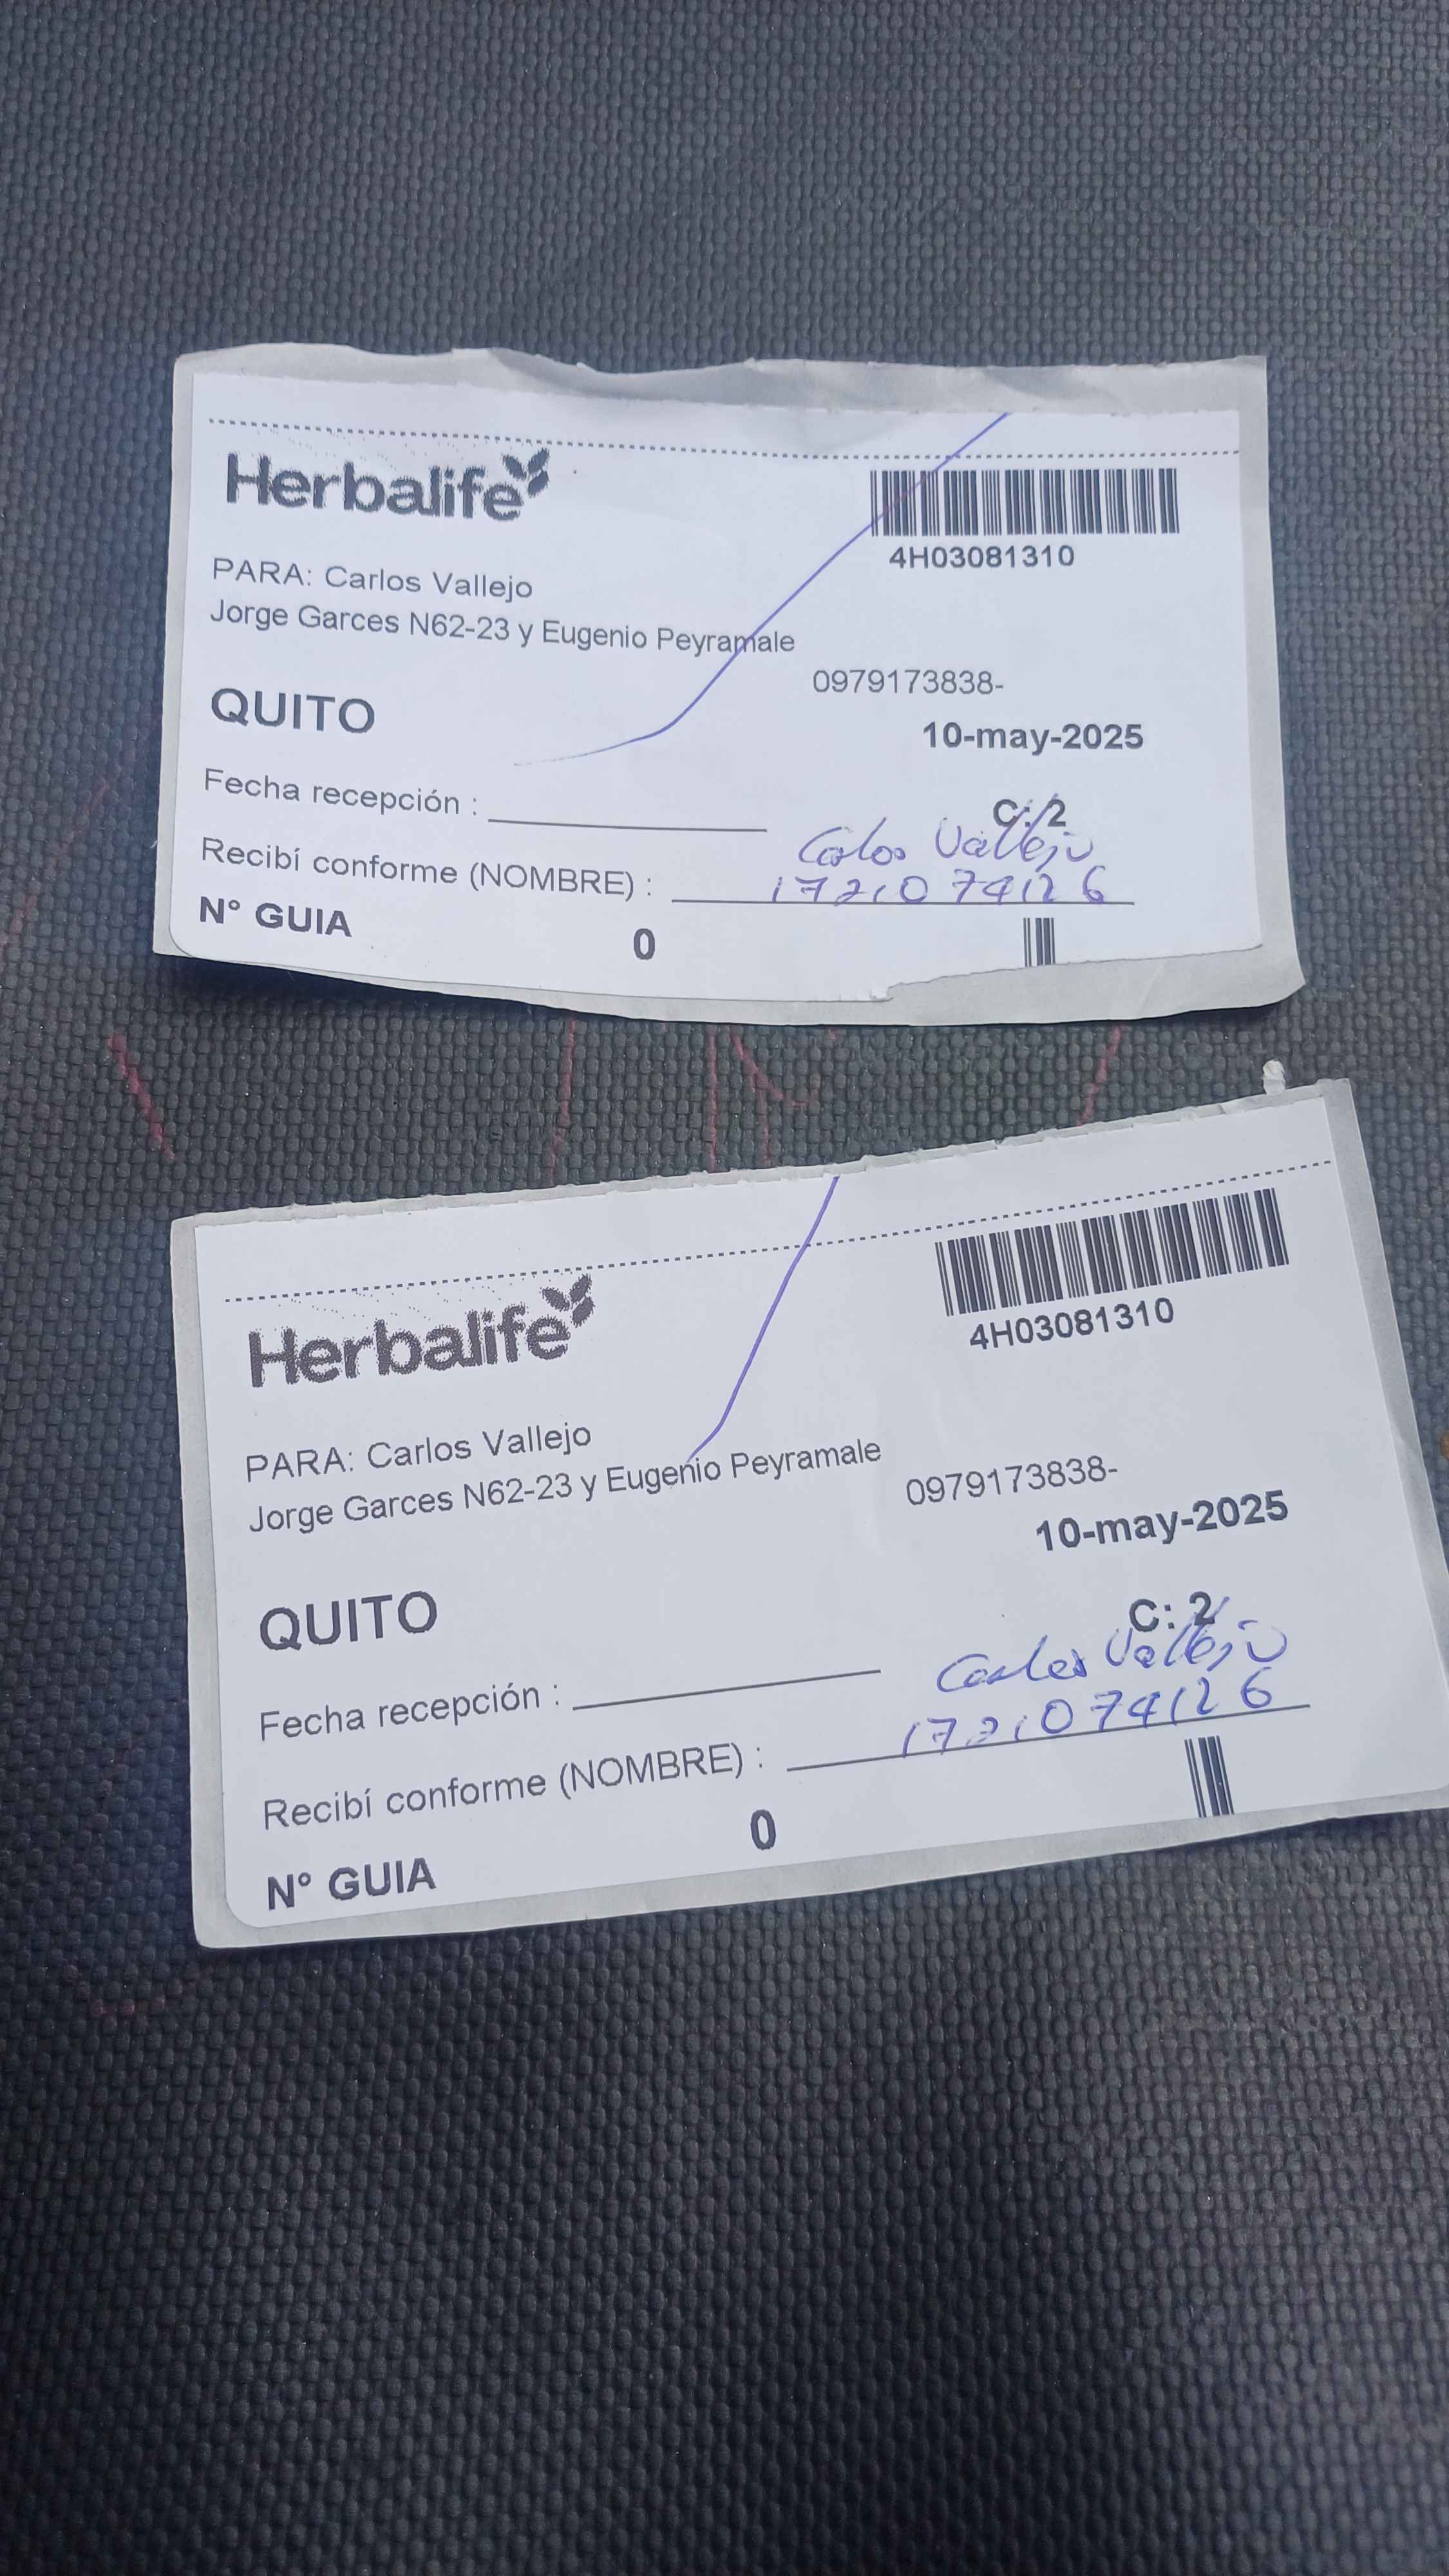 Herbalife
4H03081310
PARA: Carlos Vallejo
Jorge Garces N62-23 y Eugenio Peyramale
0979173838-
QUITO
10-may-2025
Fecha recepción :
C: 2
Carlos Vallejo
Recibí conforme (NOMBRE) :
1721074126
N° GUIA
0
Herbalife
4H03081310
PARA: Carlos Vallejo
Jorge Garces N62-23 y Eugenio Peyramale
0979173838-
10-may-2025
QUITO
C: 2
Fecha recepción :
Carlos Vallejo
1721074126
Recibí conforme (NOMBRE) :
0
N° GUIA